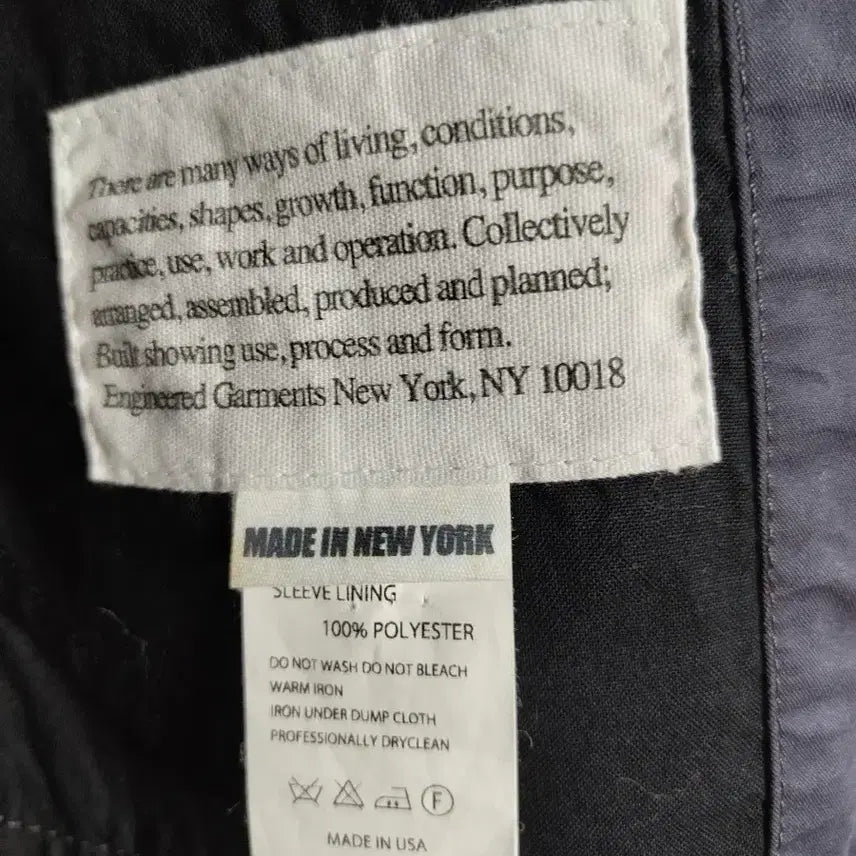 There are many ways of living, conditions,
capacities, shapes, growth, function, purpose,
practice, use, work and operation. Collectively
arranged, assembled, produced and planned;
Built showing use, process and form.
Engineered Garments New York, NY 10018
MADE IN NEW YORK
SLEEVE LINING
100% POLYESTER
DO NOT WASH DO NOT BLEACH
WARM IRON
IRON UNDER DUMP CLOTH
PROFESSIONALLY DRYCLEAN
F
MADE IN USA